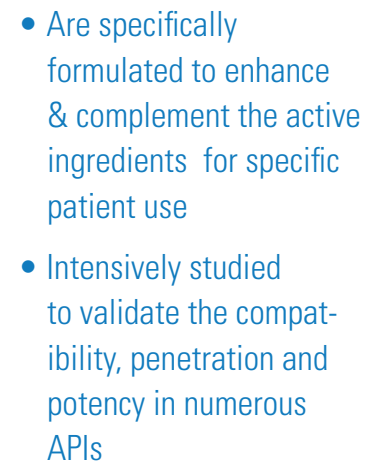 • Are specifically
formulated to enhance
& complement the active
ingredients  for specific
patient use
• Intensively studied
to validate the compat-
ibility, penetration and
potency in numerous
APIs